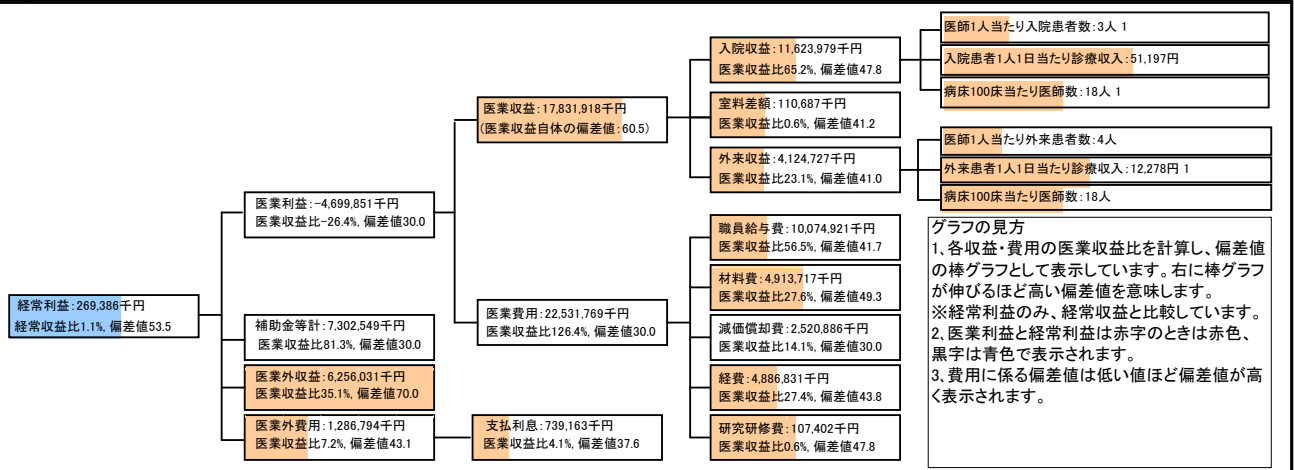 経常利益:269,386千円
経常収益比1.1%, 偏差値53.5
医業利益:-4,699,851千円
医業収益比-26.4%, 偏差値30.0
補助金等計:7,302,549千円
医業収益比81.3%, 偏差値30.0
医業外収益:6,256,031千円
医業収益比35.1%, 偏差値70.0
医業外費用:1,286,794千円
医業収益比7.2%, 偏差値43.1
医業収益:17,831,918千円
(医業収益自体の偏差値:60.5)
医業費用:22,531,769千円
医業収益比126.4%, 偏差値30.0
支払利息:739,163千円
医業収益比4.1%, 偏差値37.6
入院収益:11,623,979千円
医業収益比65.2%, 偏差値47.8
室料差額:110,687千円
医業収益比0.6%, 偏差値41.2
外来収益:4,124,727千円
医業収益比23.1%, 偏差値41.0
職員給与費:10,074,921千円
医業収益比56.5%, 偏差値41.7
材料費:4,913,717千円
医業収益比27.6%, 偏差値49.3
減価償却費:2,520,886千円
医業収益比14.1%, 偏差値30.0
経費:4,886,831千円
医業収益比27.4%, 偏差値43.8
研究研修費:107,402千円
医業収益比0.6%, 偏差値47.8
医師1人当たり入院患者数:3人 1
入院患者1人1日当たり診療収入:51,197円
病床100床当たり医師数:18人 1
医師1人当たり外来患者数:4人
外来患者1人1日当たり診療収入:12,278円 1
病床100床当たり医師数:18人
グラフの見方
1、各収益・費用の医業収益比を計算し、偏差値
の棒グラフとして表示しています。右に棒グラフ
が伸びるほど高い偏差値を意味します。
※経常利益のみ、経常収益と比較しています。
2、医業利益と経常利益は赤字のときは赤色、
黒字は青色で表示されます。
3、費用に係る偏差値は低い値ほど偏差値が高
く表示されます。